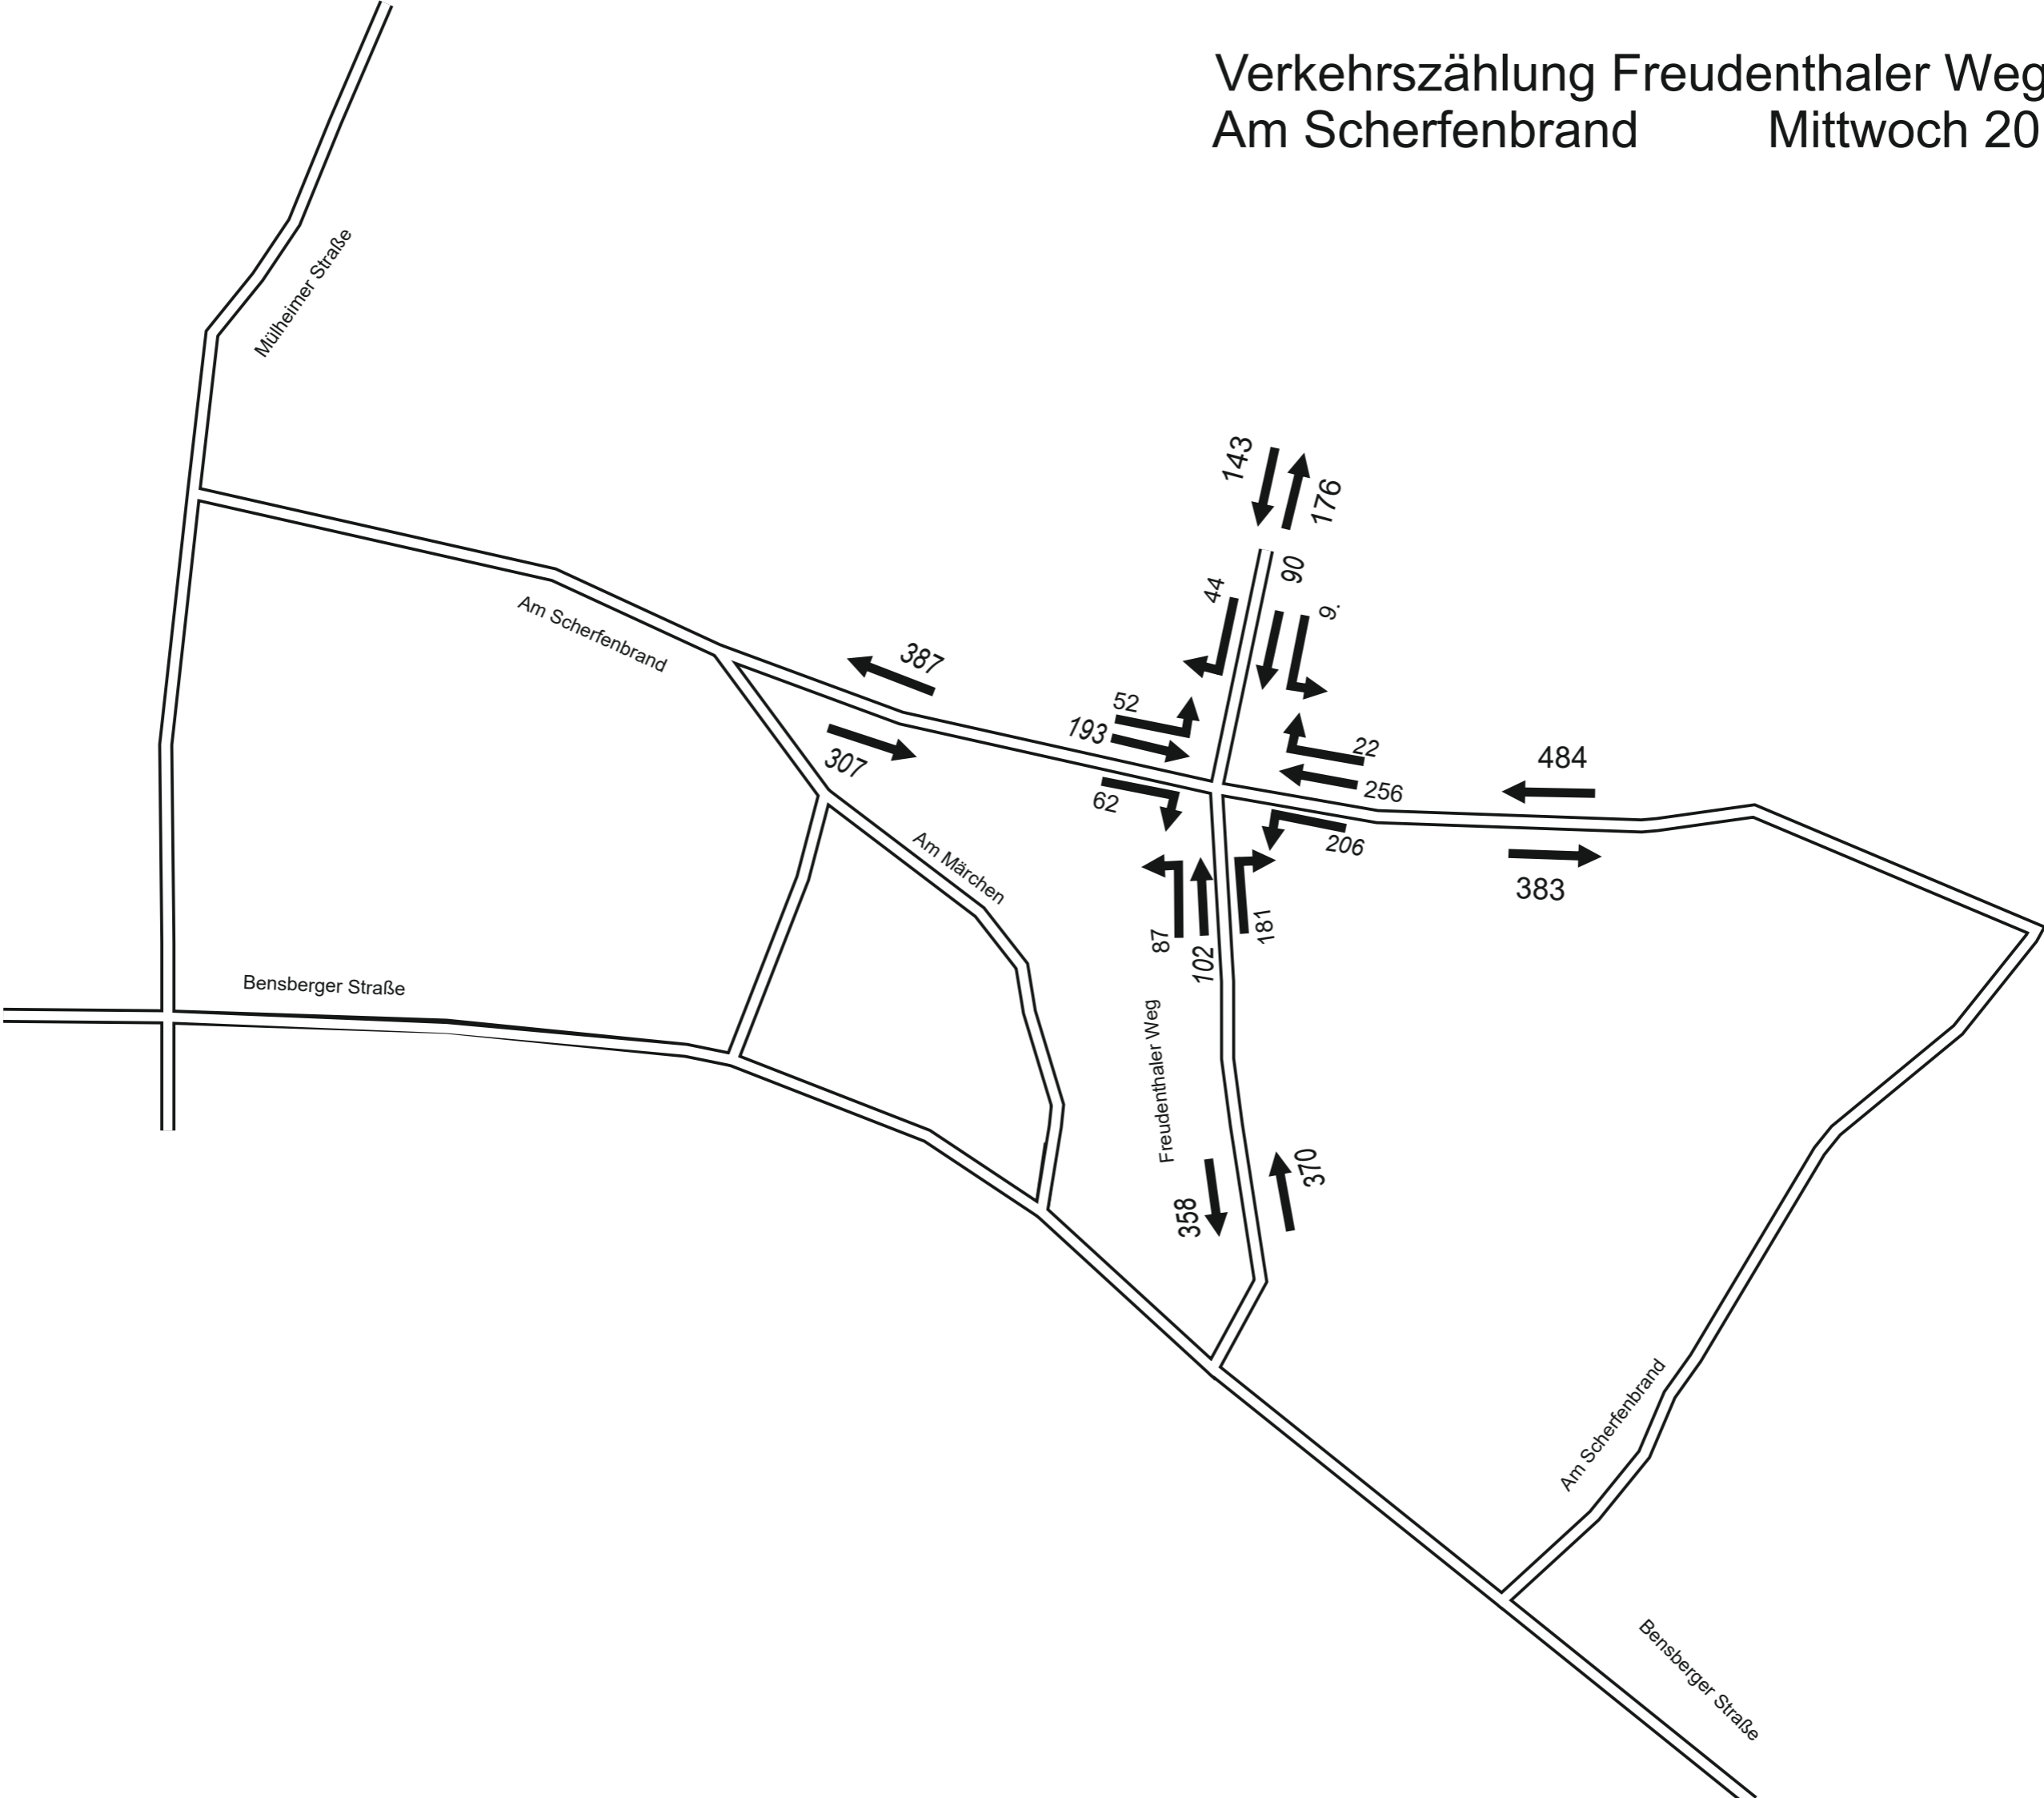 Verkehrszählung Freudenthaler Weg
Am Scherfenbrand Mittwoch 20
Mülheimer Straße
143
176
90
44
9.
Am Scherfenbrand
387
52
193
307
62
22
256
206
484
383
Am Märchen
87
102
181
Bensberger Straße
Freudenthaler Weg
370
358
Am Scherfenbrand
Bensberger Straße